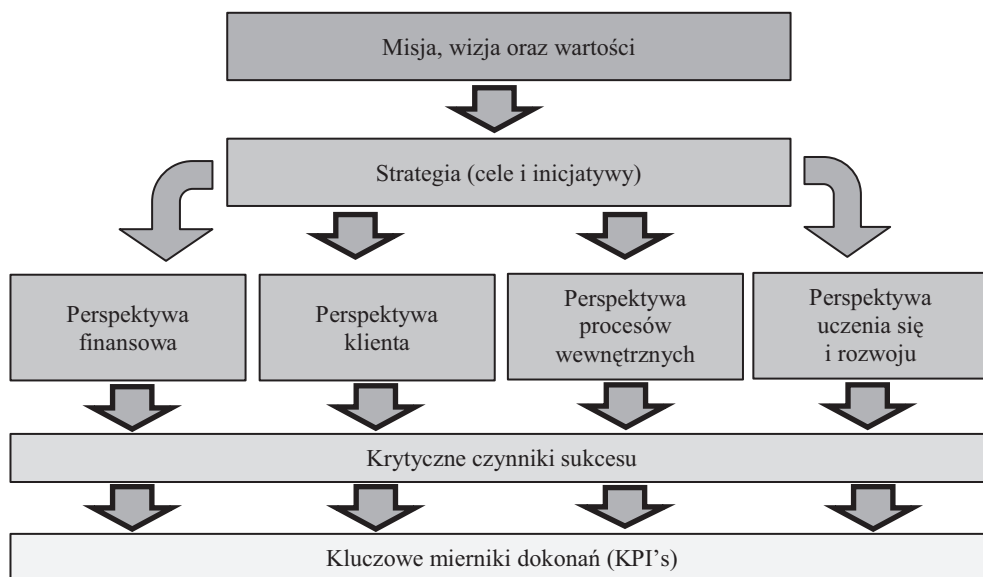 Misja, wizja oraz wartości
Strategia (cele i inicjatywy)
Perspektywa
finansowa
Perspektywa
klienta
Perspektywa
procesów
wewnętrznych
Perspektywa
uczenia się
i rozwoju
Krytyczne czynniki sukcesu
Kluczowe mierniki dokonań (KPI's)